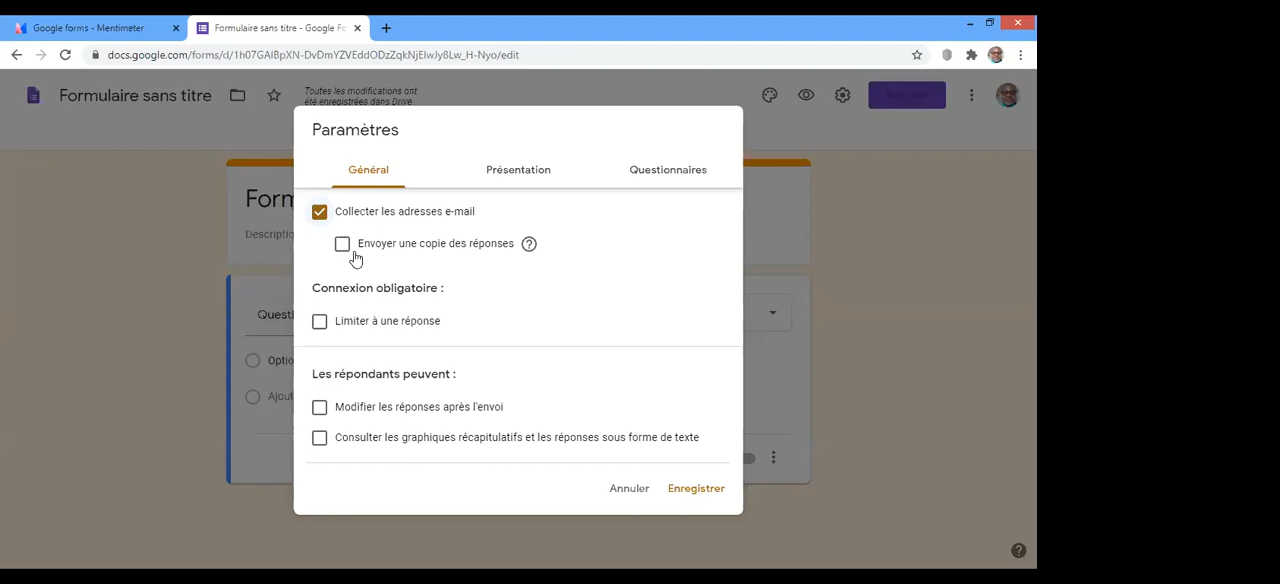 Google forms - Mentimeter
Formulaire sans titre - Google Fo
docs.google.com/forms/d/1h07GAlBpXN-DvDmYZVEddODzZqkNjElwJy8Lw_H-Nyo/edit
Formulaire sans titre
Toutes les modifications ont
été enregistrées dans Drive
Envoyer
Paramètres
Général Présentation Questionnaires
Form
Collecter les adresses e-mail
Descriptio
Envoyer une copie des réponses
Connexion obligatoire :
Questi
Limiter à une réponse
Optio
Les répondants peuvent :
Ajout
Modifier les réponses après l'envoi
Consulter les graphiques récapitulatifs et les réponses sous forme de texte
Annuler Enregistrer